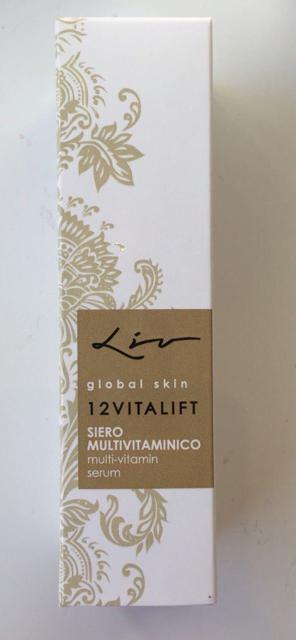 Liv
global skin
12VITALIFT
SIERO
MULTIVITAMINICO
multi-vitamin
serum